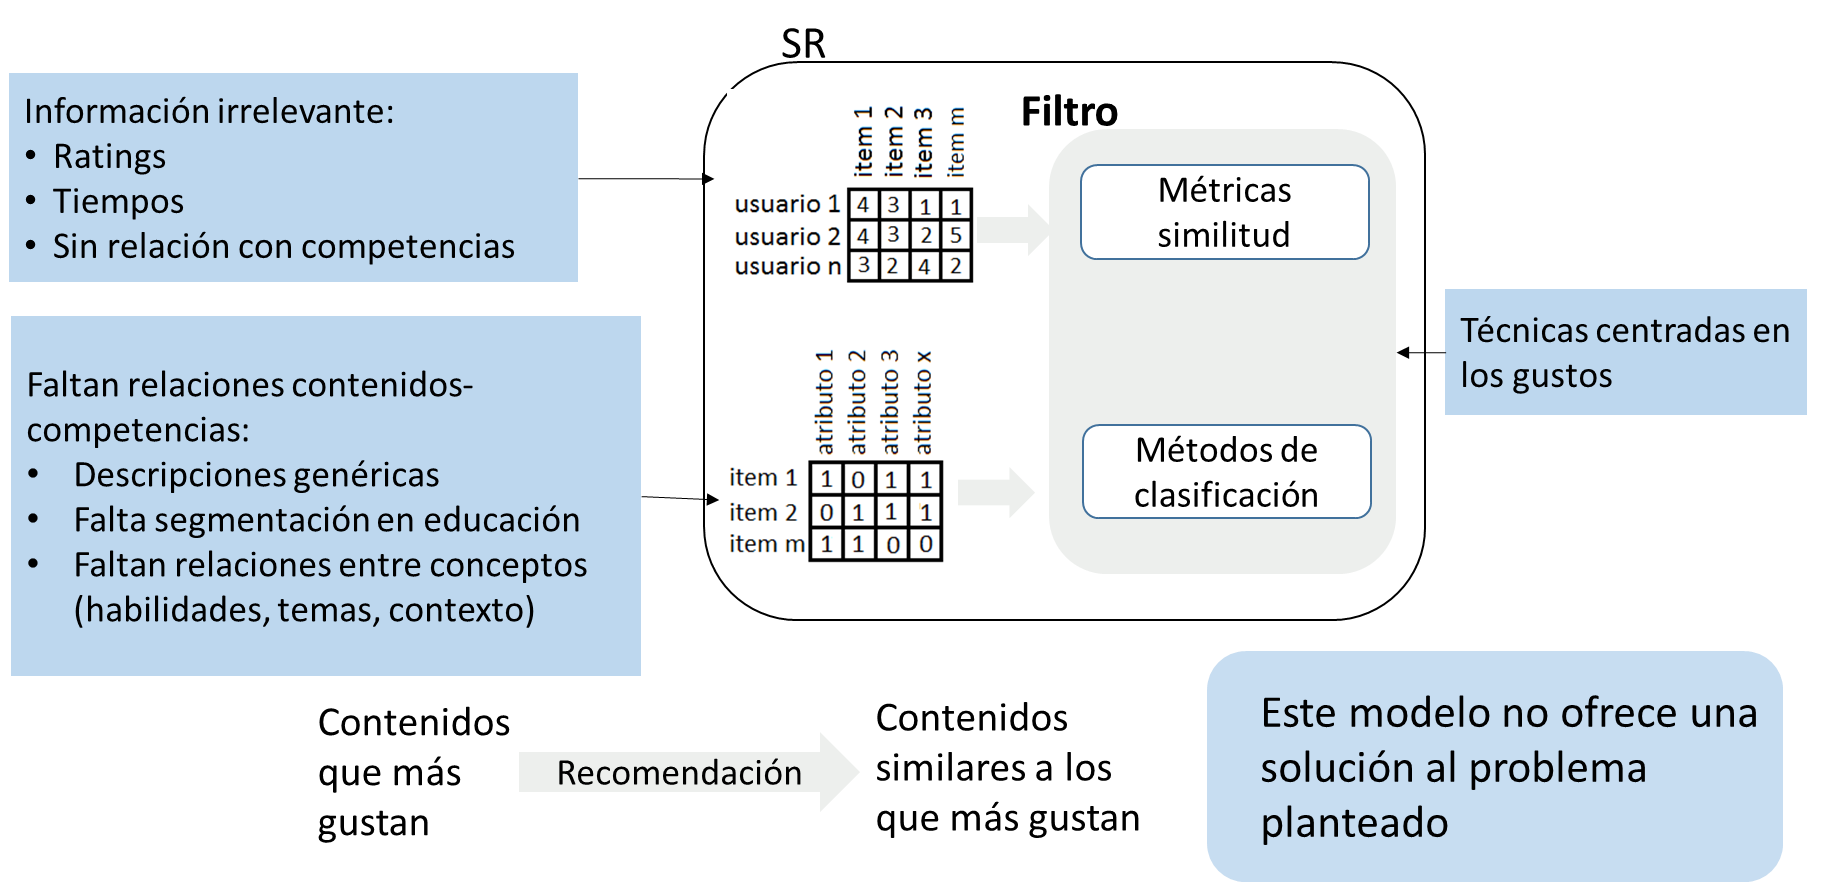 SR
Información irrelevante:
• Ratings
• Tiempos
• Sin relación con competencias
Faltan relaciones contenidos-
competencias:
• Descripciones genéricas
• Falta segmentación en educación
• Faltan relaciones entre conceptos
(habilidades, temas, contexto)
item 1 item 2 item 3 item m
usuario 1 4 3 1 1
usuario 2 4 3 2 5
usuario n 3 2 4 2
atributo 1 atributo 2 atributo 3 atributo x
item 1 1 0 1 1
item 2 0 1 1 1
item m 1 1 0 0
Filtro
Métricas
similitud
Métodos de
clasificación
Técnicas centradas en
los gustos
Contenidos
que más
gustan
Recomendación
Contenidos
similares a los
que más gustan
Este modelo no ofrece una
solución al problema
planteado